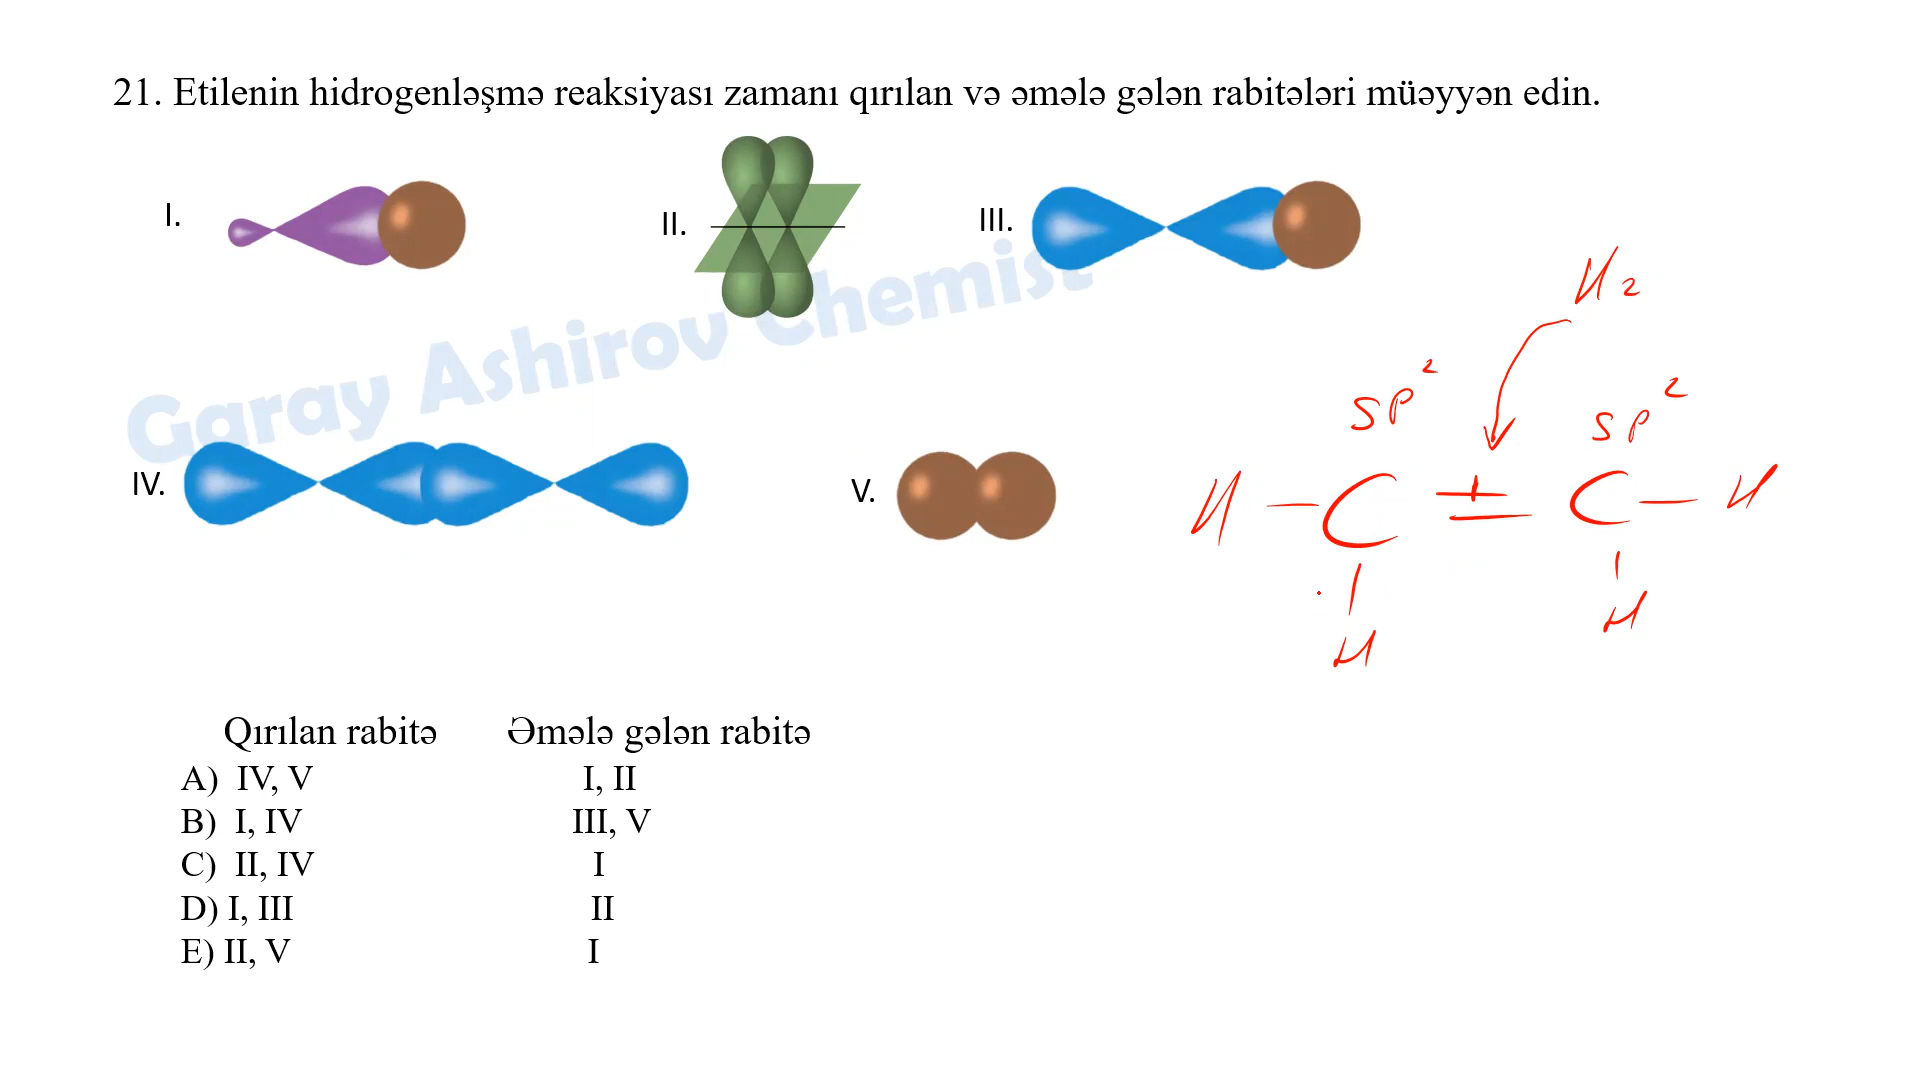 21. Etilenin hidrogenləşmə reaksiyası zamanı qırılan və əmələ gələn rabitələri müəyyən edin.
I.
II.
III.
Garay Ashirov Chemist
H₂
sp² sp²
IV.
V.
H – C = C – H
H H
Qırılan rabitə Əmələ gələn rabitə
A) IV, V I, II
B) I, IV III, V
C) II, IV I
D) I, III II
E) II, V I